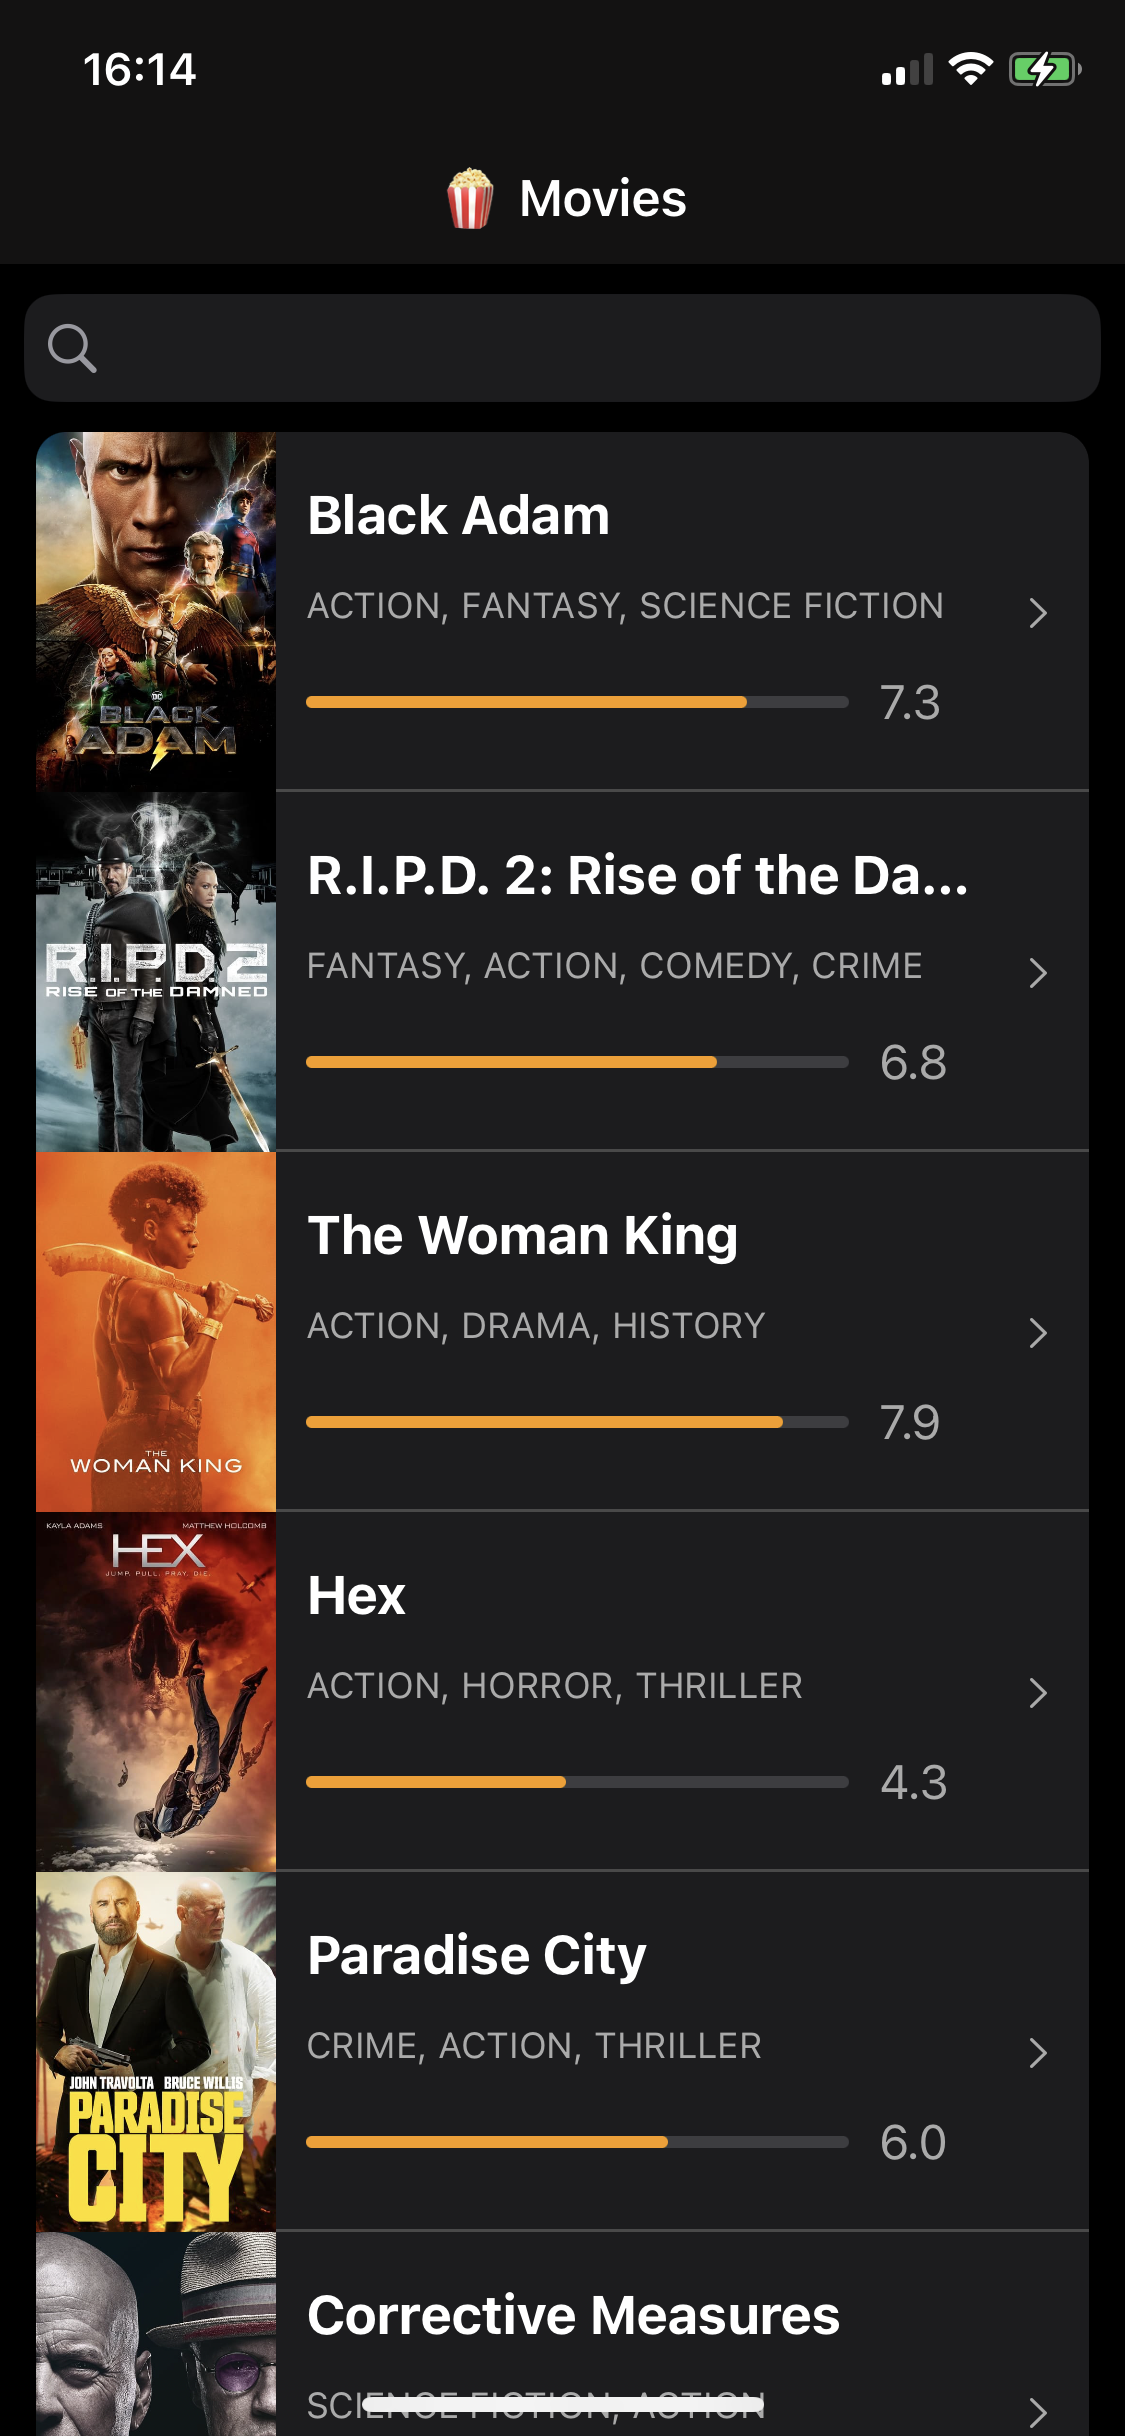 16:14
Movies
Black Adam
ACTION, FANTASY, SCIENCE FICTION
7.3
DC
BLACK
ADAM
R.I.P.D. 2: Rise of the Da...
FANTASY, ACTION, COMEDY, CRIME
6.8
R.I.P.D.2
RISE OF THE DAMNED
The Woman King
ACTION, DRAMA, HISTORY
7.9
THE
WOMAN KING
KAYLA ADAMS MATTHEW HOLCOMB
HEX
JUMP. PULL. PRAY. DIE.
Hex
ACTION, HORROR, THRILLER
4.3
Paradise City
CRIME, ACTION, THRILLER
6.0
JOHN TRAVOLTA BRUCE WILLIS
PARADISE
CITY
Corrective Measures
SCIENCE FICTION, ACTION